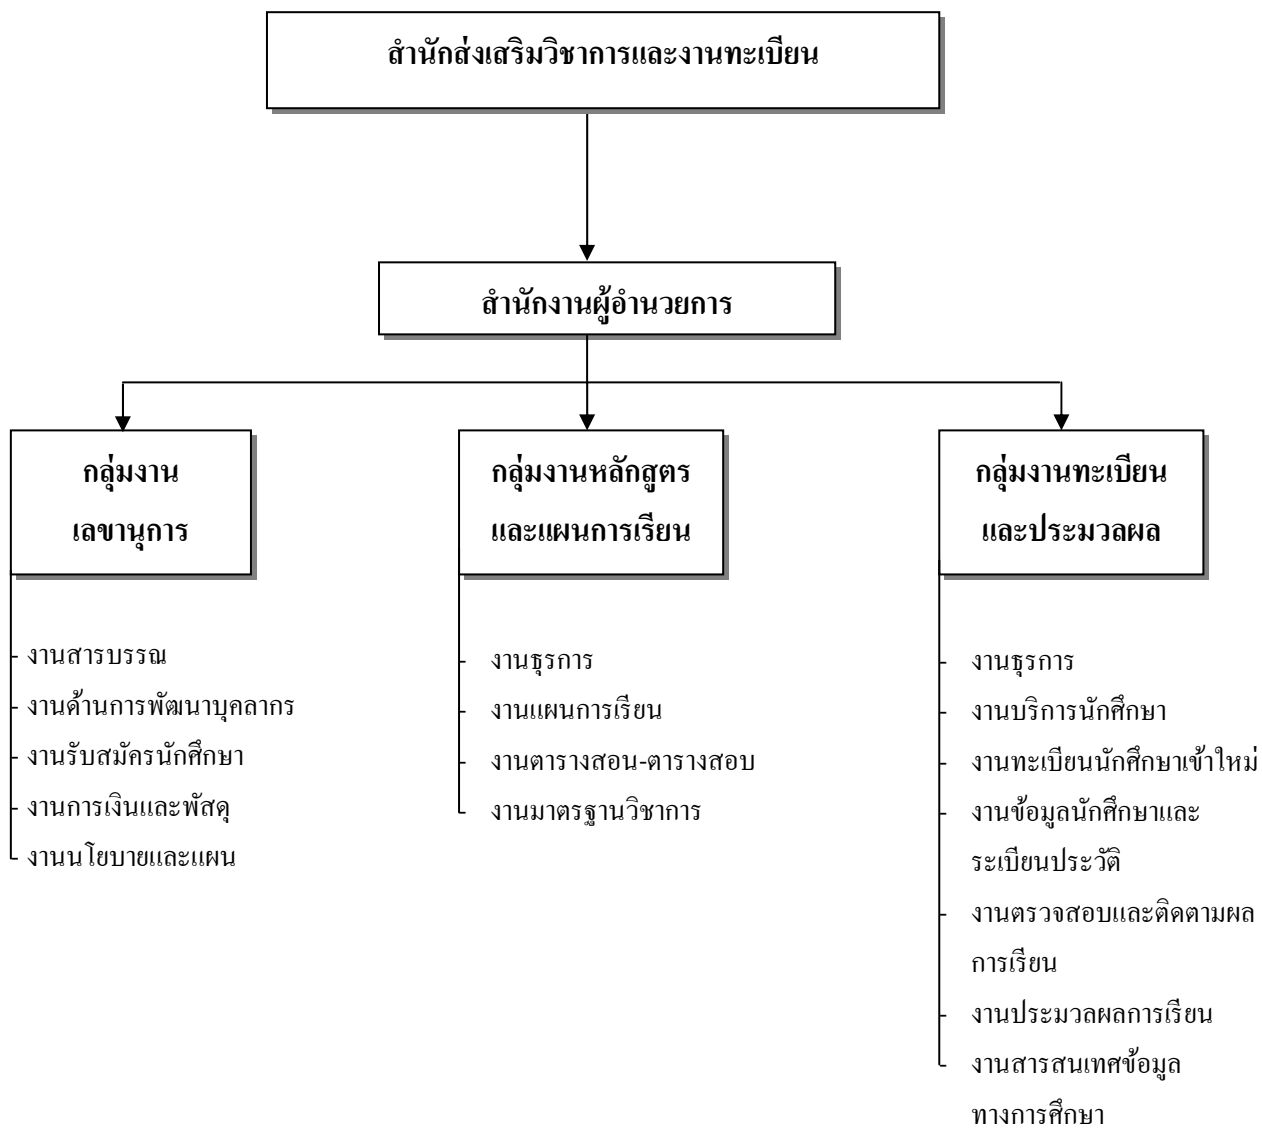 สำนักส่งเสริมวิชาการและงานทะเบียน
สำนักงานผู้อำนวยการ
กลุ่มงาน
เลขานุการ
- งานสารบรรณ
- งานด้านการพัฒนาบุคลากร
- งานรับสมัครนักศึกษา
- งานการเงินและพัสดุ
- งานนโยบายและแผน
กลุ่มงานหลักสูตร
และแผนการเรียน
- งานธุรการ
- งานแผนการเรียน
- งานตารางสอน-ตารางสอบ
- งานมาตรฐานวิชาการ
กลุ่มงานทะเบียน
และประมวลผล
- งานธุรการ
- งานบริการนักศึกษา
- งานทะเบียนนักศึกษาเข้าใหม่
- งานข้อมูลนักศึกษาและ
ระเบียนประวัติ
- งานตรวจสอบและติดตามผล
การเรียน
- งานประมวลผลการเรียน
- งานสารสนเทศข้อมูล
ทางการศึกษา